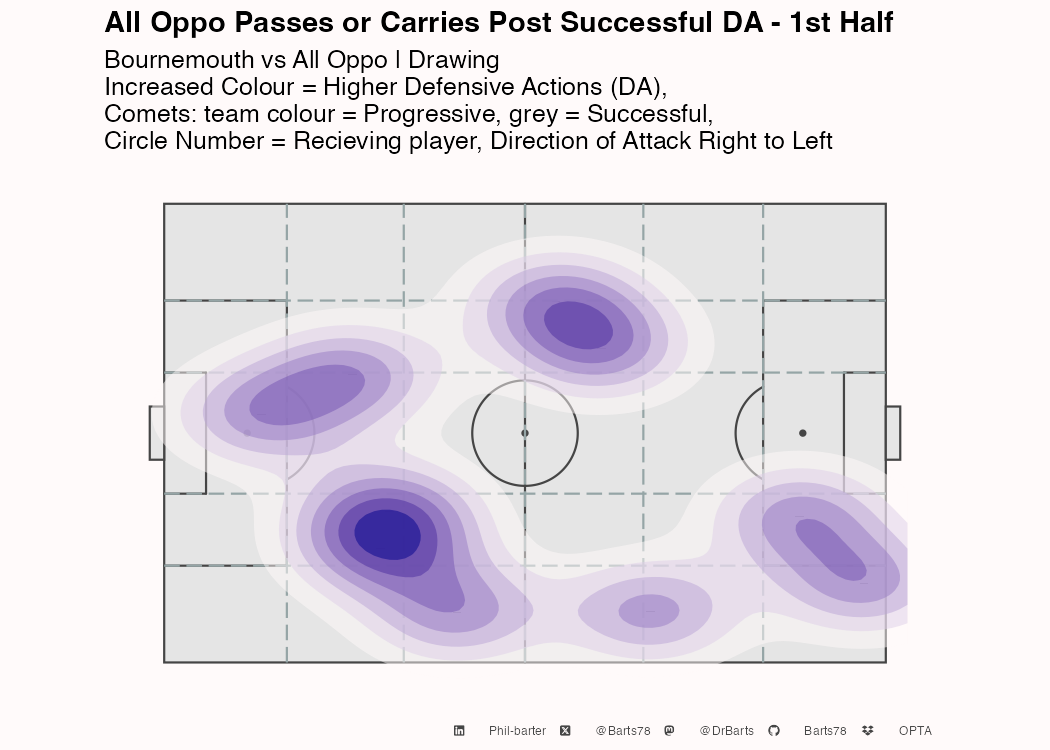 All Oppo Passes or Carries Post Successful DA - 1st Half
Bournemouth vs All Oppo | Drawing
Increased Colour = Higher Defensive Actions (DA),
Comets: team colour = Progressive, grey = Successful,
Circle Number = Recieving player, Direction of Attack Right to Left
Phil-barter @Barts78 @DrBarts Barts78 OPTA